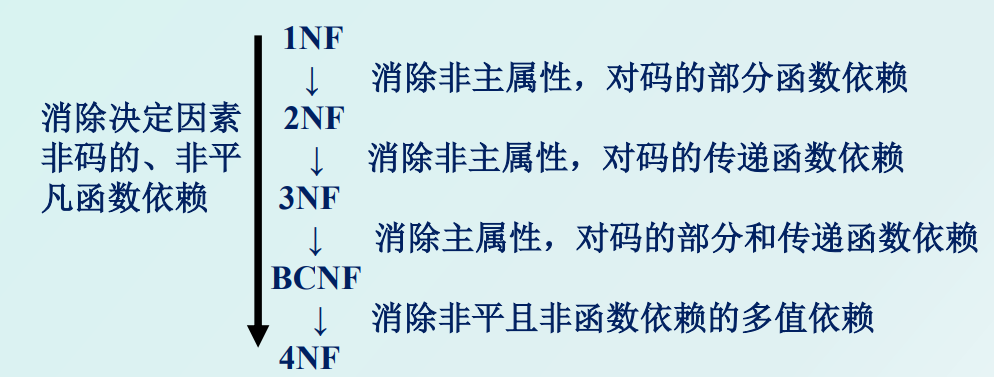 1NF
↓ 消除非主属性，对码的部分函数依赖
消除决定因素
非码的、非平
凡函数依赖
2NF
↓ 消除非主属性，对码的传递函数依赖
3NF
↓ 消除主属性，对码的部分和传递函数依赖
BCNF
↓ 消除非平且非函数依赖的多值依赖
4NF